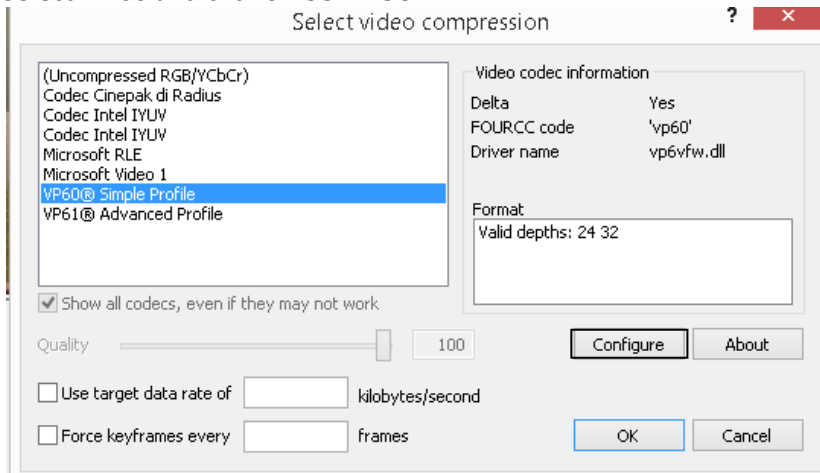 Select video compression
? ×
(Uncompressed RGB/YCbCr)
Codec Cinepak di Radius
Codec Intel IYUV
Codec Intel IYUV
Microsoft RLE
Microsoft Video 1
VP60® Simple Profile
VP61® Advanced Profile
Show all codecs, even if they may not work
Video codec information
Delta Yes
FOURCC code 'vp60'
Driver name vp6vfw.dll
Format
Valid depths: 24 32
Quality 100
Configure About
Use target data rate of kilobytes/second
Force keyframes every frames
OK Cancel